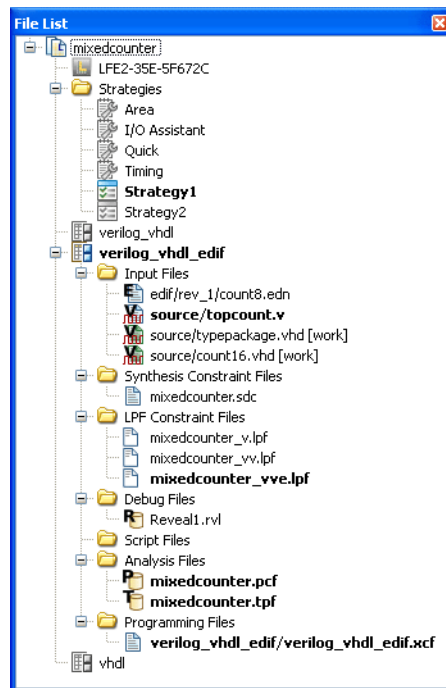 File List
mixedcounter
LFE2-35E-5F672C
Strategies
Area
I/O Assistant
Quick
Timing
Strategy1
Strategy2
verilog_vhdl
verilog_vhdl_edif
Input Files
edif/rev_1/count8.edn
source/topcount.v
source/typepackage.vhd [work]
source/count16.vhd [work]
Synthesis Constraint Files
mixedcounter.sdc
LPF Constraint Files
mixedcounter_v.lpf
mixedcounter_vv.lpf
mixedcounter_vve.lpf
Debug Files
Reveal1.rvl
Script Files
Analysis Files
mixedcounter.pcf
mixedcounter.tpf
Programming Files
verilog_vhdl_edif/verilog_vhdl_edif.xcf
vhdl